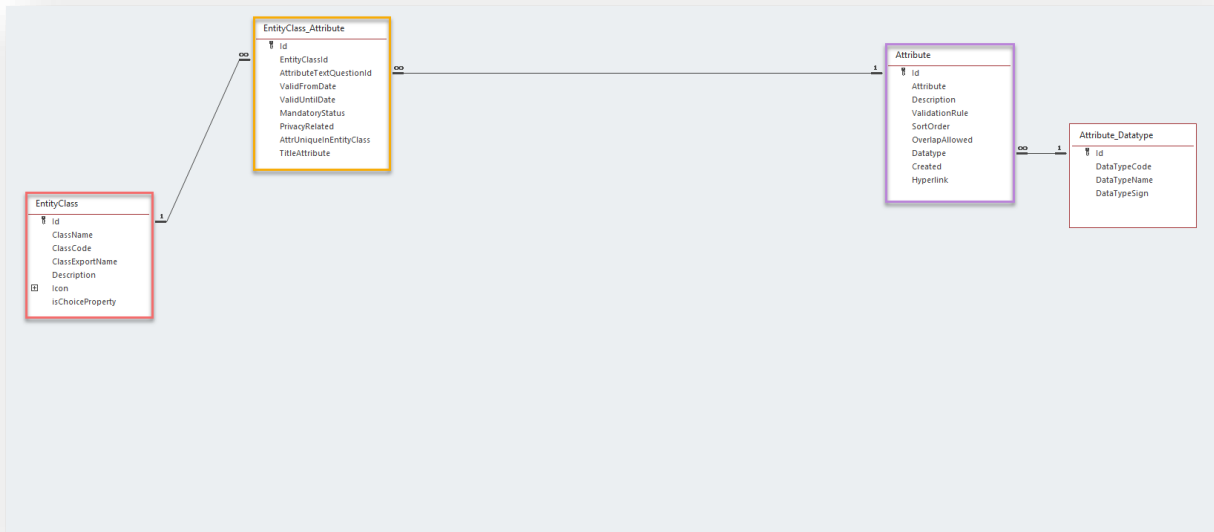 EntityClass_Attribute
Id
EntityClassId
AttributeTextQuestionId
ValidFromDate
ValidUntilDate
MandatoryStatus
PrivacyRelated
AttrUniqueInEntityClass
TitleAttribute
∞
∞
1
Attribute
Id
Attribute
Description
ValidationRule
SortOrder
OverlapAllowed
Datatype
Created
Hyperlink
∞
1
Attribute_Datatype
Id
DataTypeCode
DataTypeName
DataTypeSign
EntityClass
1
Id
ClassName
ClassCode
ClassExportName
Description
Icon
isChoiceProperty